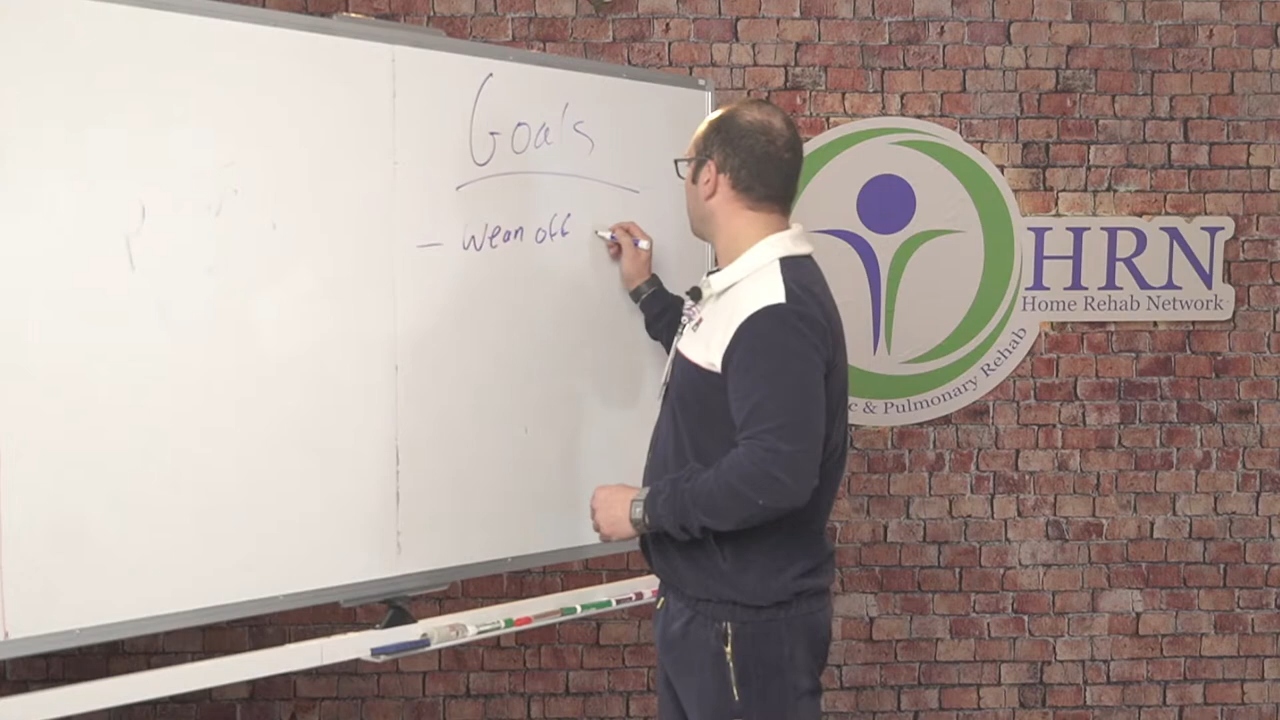 Goals
- Wean off
HRN
Home Rehab Network
c & Pulmonary Rehab